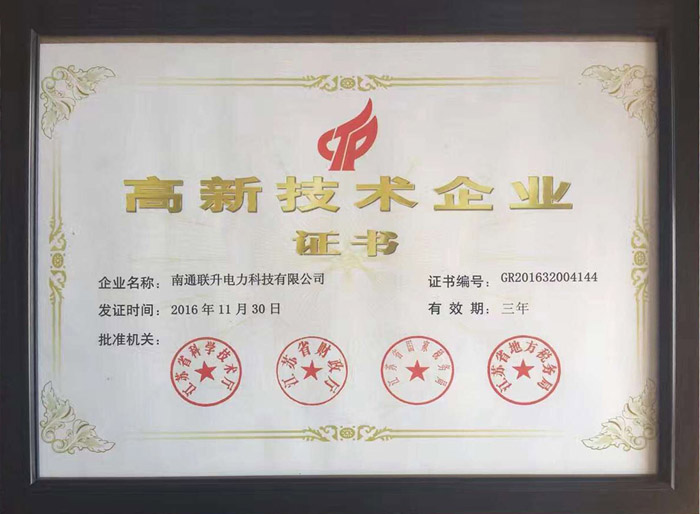 高新技术企业
证书
企业名称: 南通联升电力科技有限公司
证书编号: GR201632004144
发证时间: 2016年11月30日
有效期: 三年
批准机关:
江苏省科学技术厅
江苏省财政厅
江苏省国家税务局
江苏省地方税务局